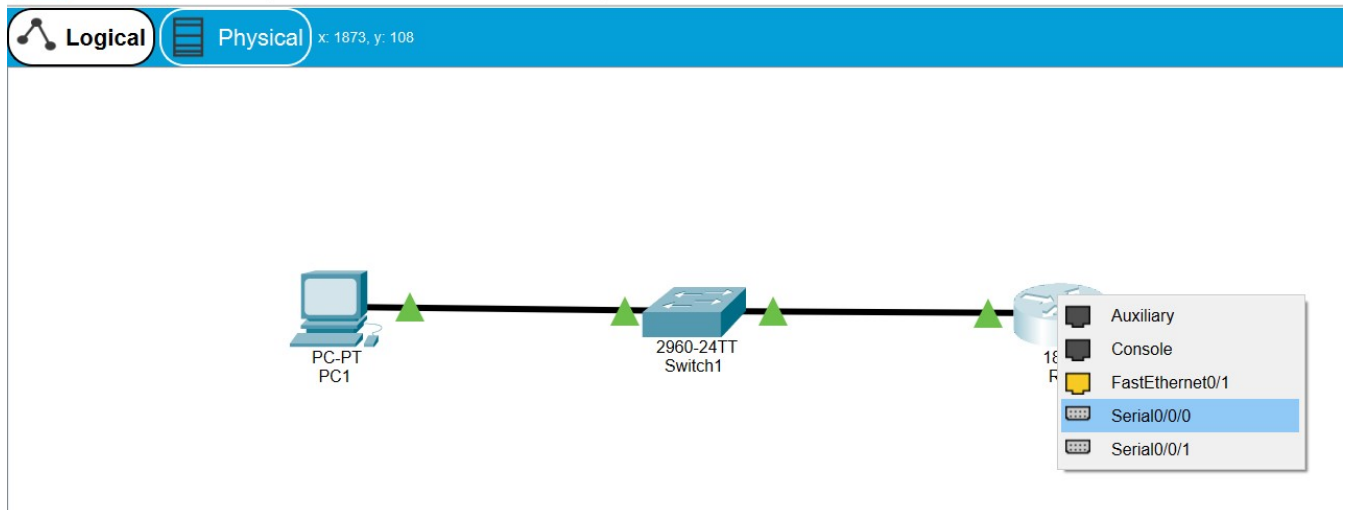 Logical Physical x: 1873, y: 108
PC-PT
PC1
2960-24TT
Switch1
18
R
Auxiliary
Console
FastEthernet0/1
Serial0/0/0
Serial0/0/1